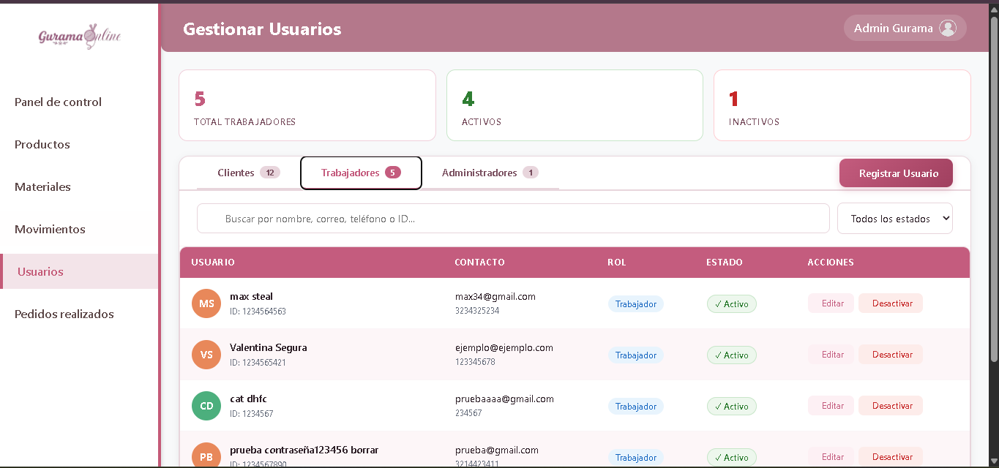 Gurama Online
Gestionar Usuarios
Admin Gurama
Panel de control
Productos
Materiales
Movimientos
Usuarios
Pedidos realizados
5
TOTAL TRABAJADORES
4
ACTIVOS
1
INACTIVOS
Clientes 12
Trabajadores 5
Administradores 1
Registrar Usuario
Buscar por nombre, correo, teléfono o ID...
Todos los estados
USUARIO CONTACTO ROL ESTADO ACCIONES
MS max steal max34@gmail.com Trabajador ✓ Activo Editar Desactivar
ID: 1234564563 3234325234
VS Valentina Segura ejemplo@ejemplo.com Trabajador ✓ Activo Editar Desactivar
ID: 1234565421 123345678
CD cat dhfc pruebaaaa@gmail.com Trabajador ✓ Activo Editar Desactivar
ID: 1234567 234567
PB prueba contraseña123456 borrar prueba@gmail.com Trabajador ✓ Activo Editar Desactivar
ID: 1234567890 3214423411